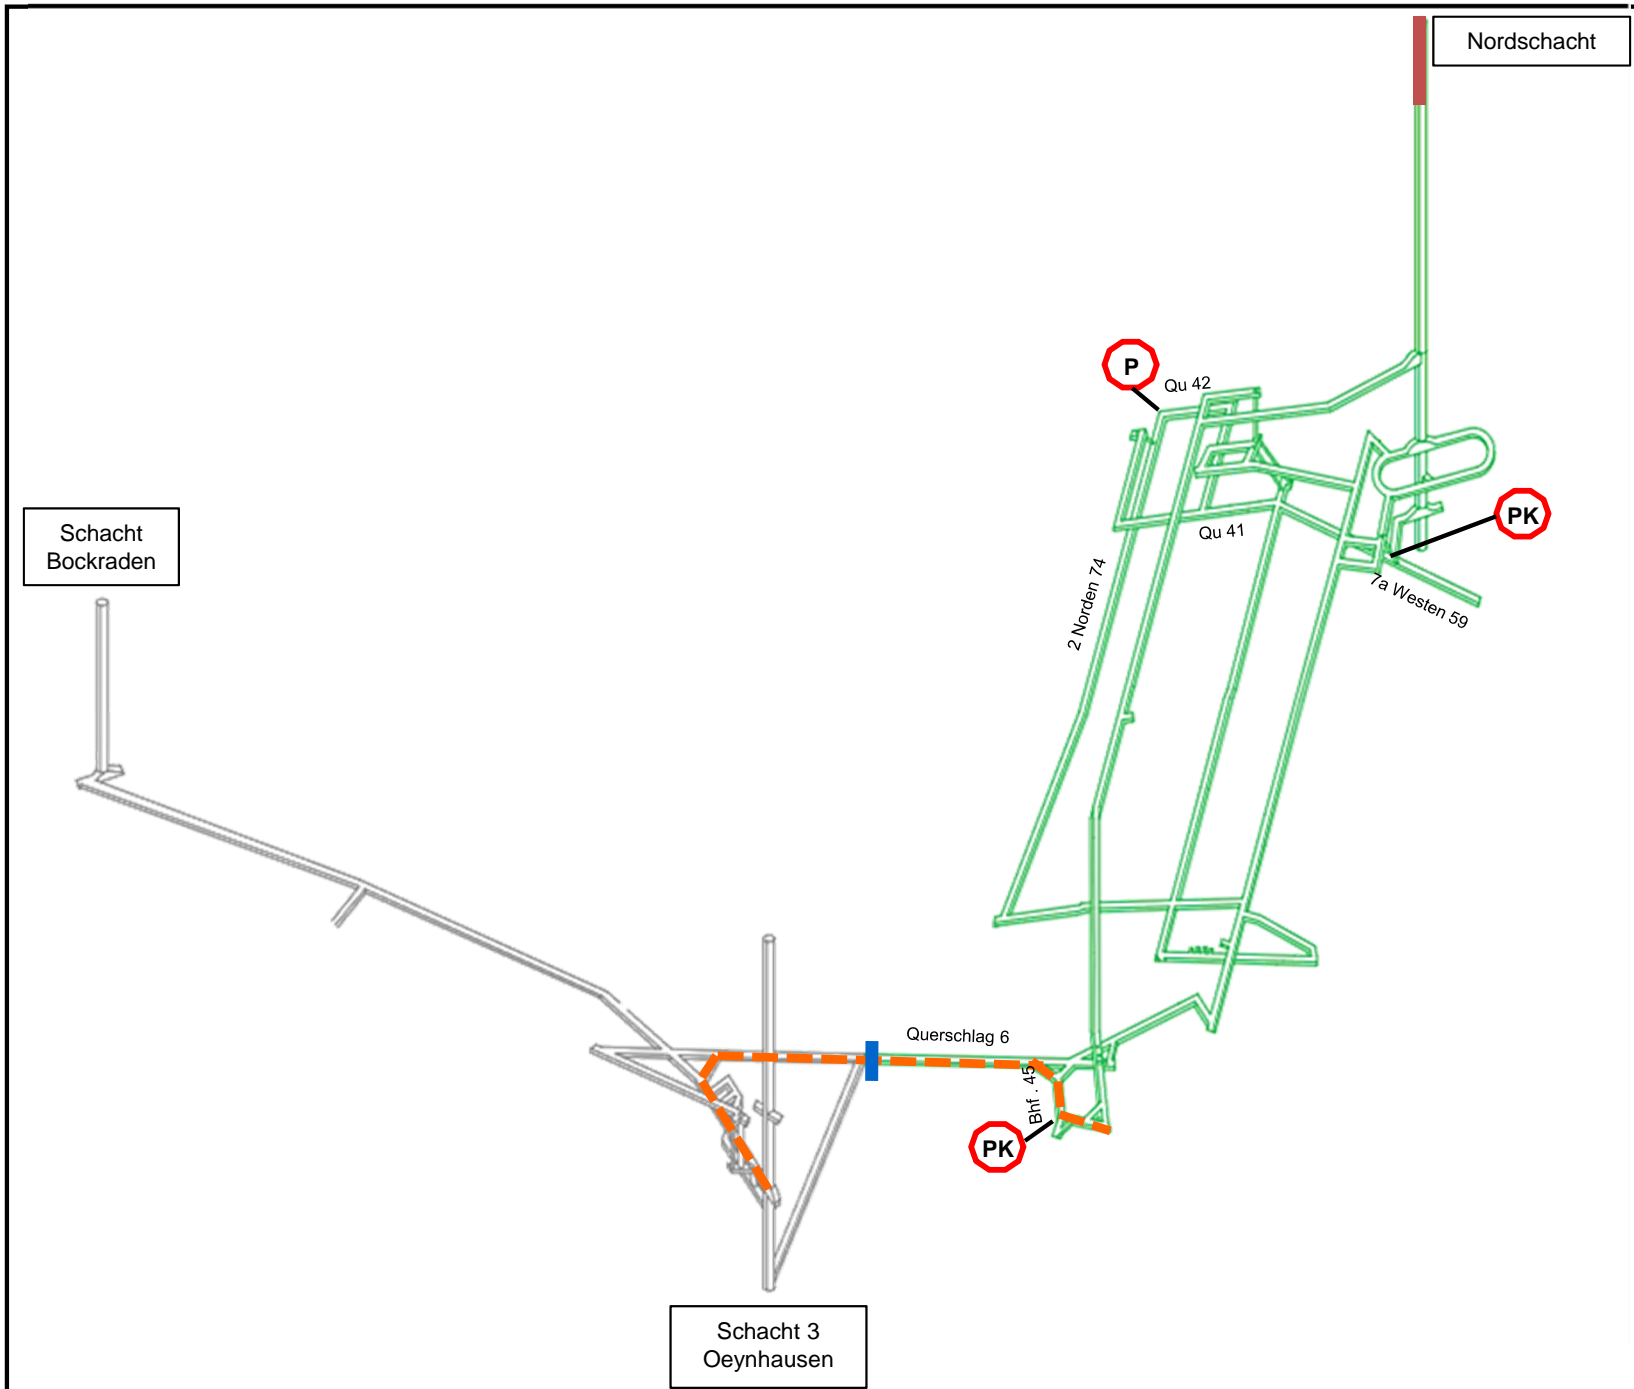 Nordschacht
P
Qu 42
PK
Qu 41
Schacht
Bockraden
7a Westen 59
2 Norden 74
Querschlag 6
Bhf . 45
PK
Schacht 3
Oeynhausen